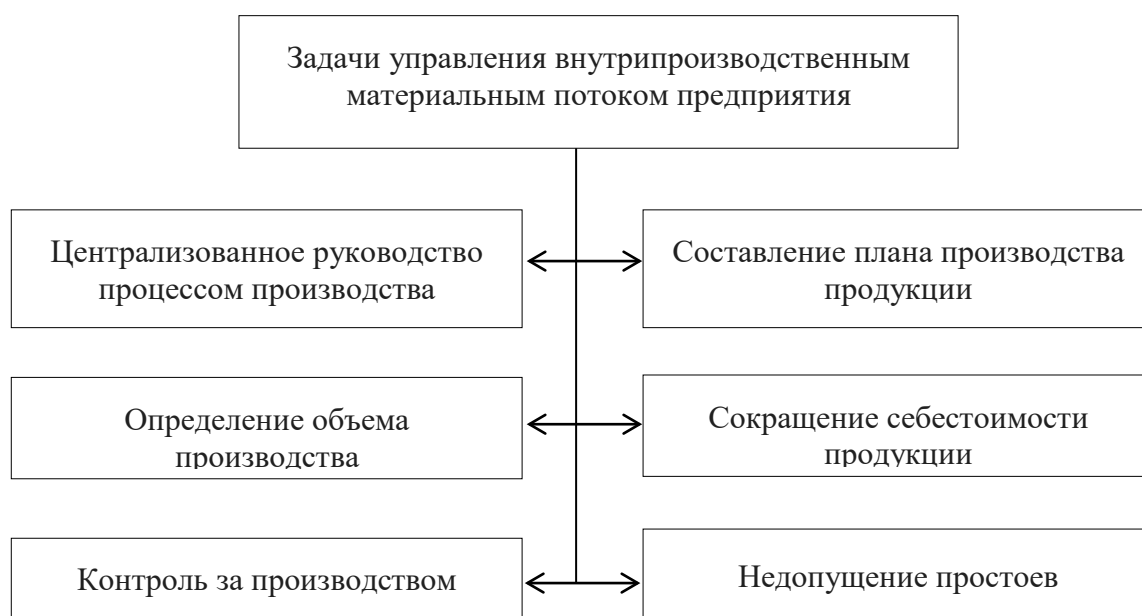 Задачи управления внутрипроизводственным
материальным потоком предприятия
Централизованное руководство
процессом производства
Составление плана производства
продукции
Определение объема
производства
Сокращение себестоимости
продукции
Контроль за производством
Недопущение простоев